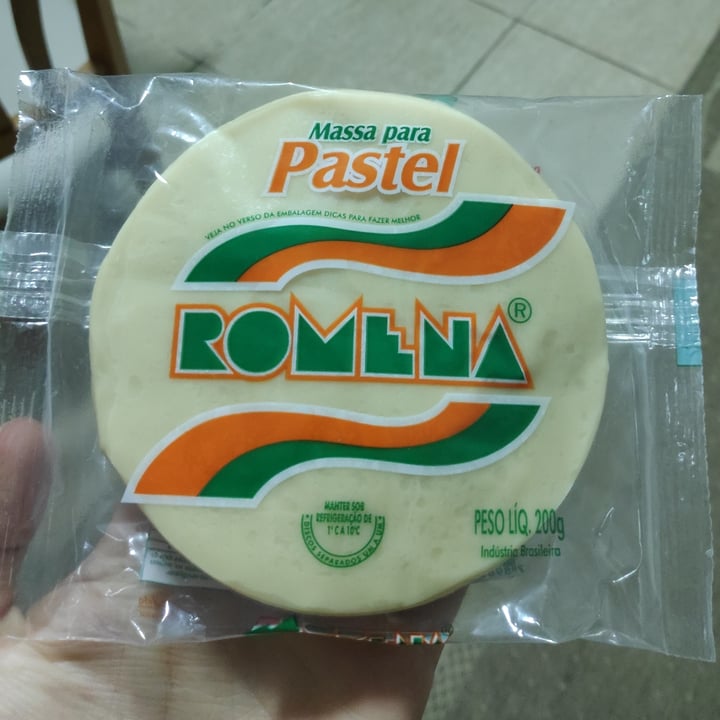 Massa para
Pastel
VEJA NO VERSO DA EMBALAGEM DICAS PARA FAZER MELHOR
ROMENA®
MANTER SOB
REFRIGERAÇÃO DE
1°C A 10°C
DISCOS SEPARADOS UM A UM
PESO LÍQ. 200g
Indústria Brasileira